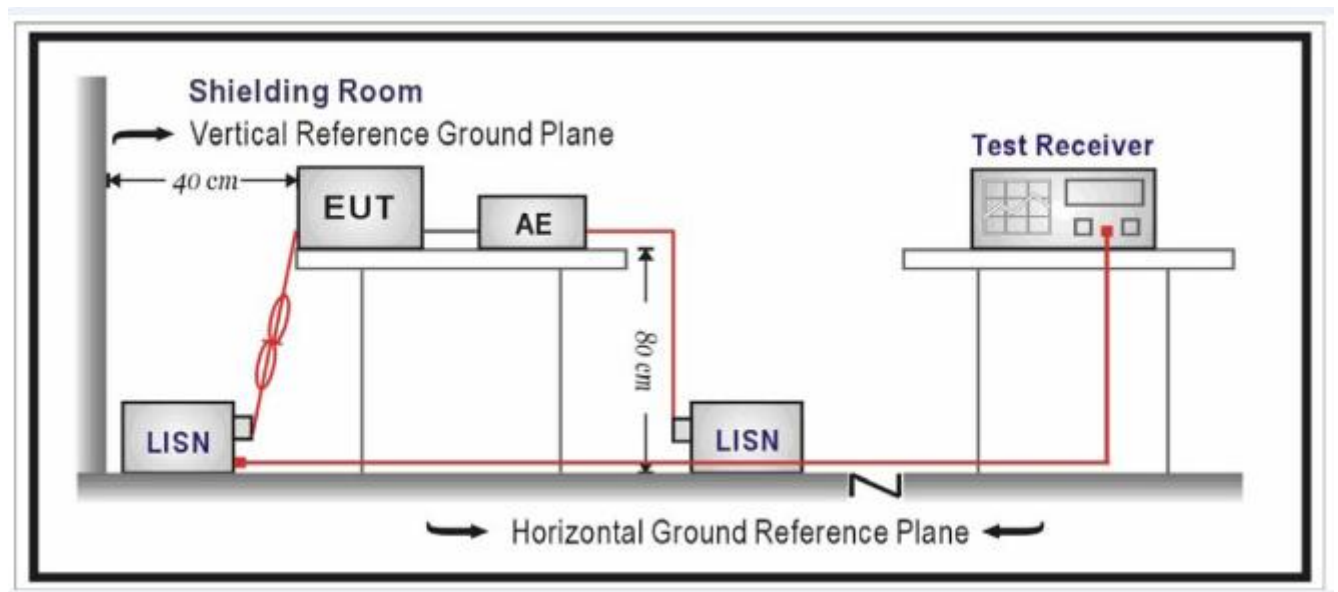 Shielding Room
Vertical Reference Ground Plane
Test Receiver
40 cm
EUT
AE
80 cm
LISN
LISN
Horizontal Ground Reference Plane